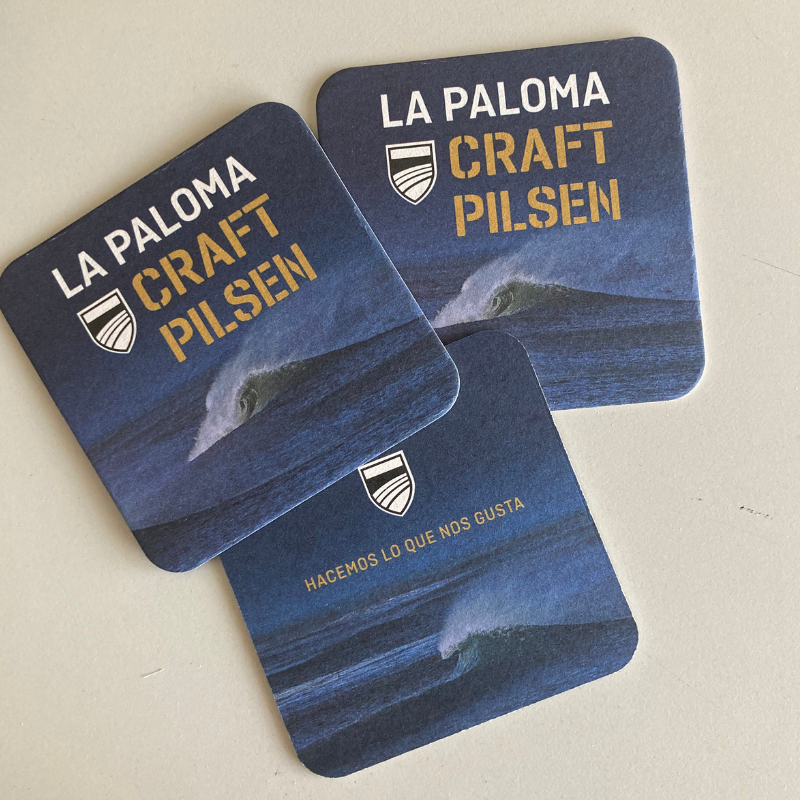 LA PALOMA
CRAFT
PILSEN
LA PALOMA
CRAFT
PILSEN
HACEMOS LO QUE NOS GUSTA